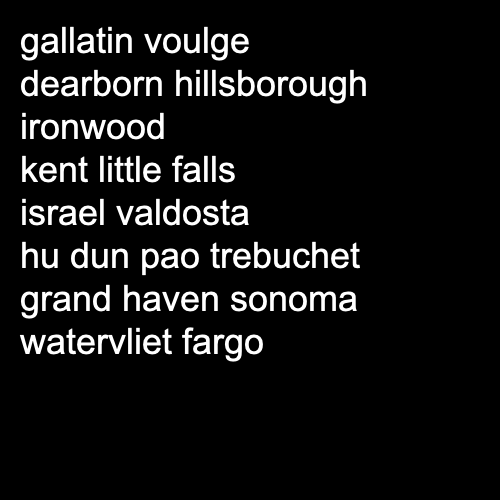 gallatin voulge
dearborn hillsborough
ironwood
kent little falls
israel valdosta
hu dun pao trebuchet
grand haven sonoma
watervliet fargo